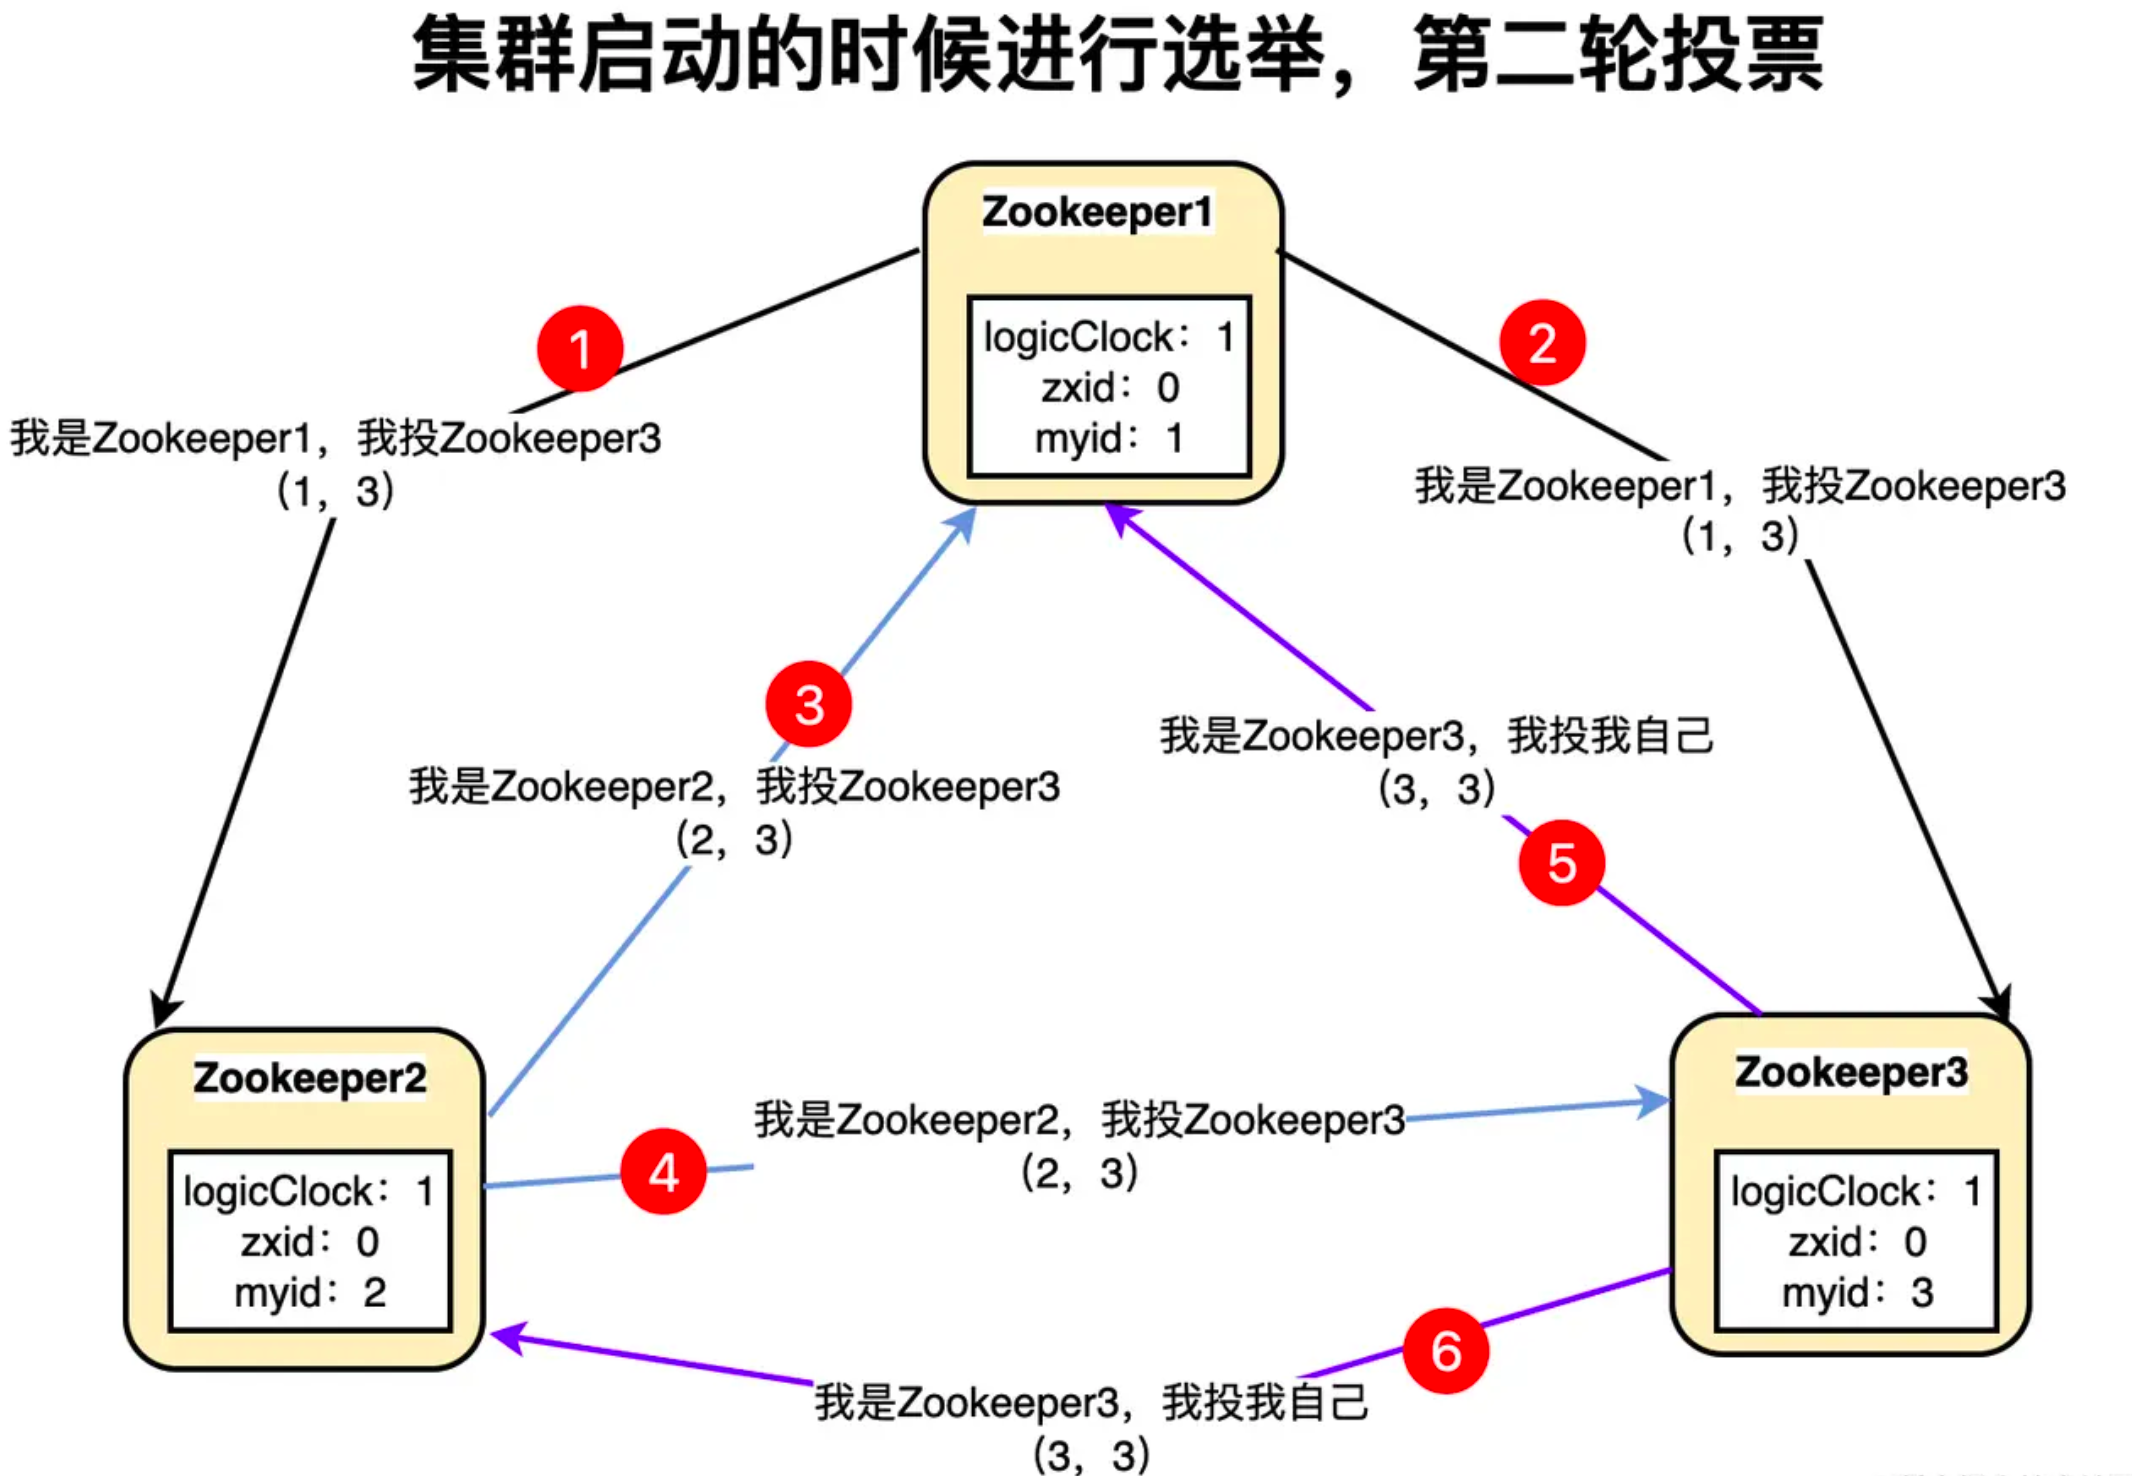 集群启动的时候进行选举，第二轮投票
Zookeeper1
logicClock：1
zxid：0
myid：1
1
我是Zookeeper1，我投Zookeeper3
（1，3）
2
我是Zookeeper1，我投Zookeeper3
（1，3）
3
我是Zookeeper2，我投Zookeeper3
（2，3）
我是Zookeeper3，我投我自己
（3，3）
5
Zookeeper2
logicClock：1
zxid：0
myid：2
4
我是Zookeeper2，我投Zookeeper3
（2，3）
Zookeeper3
logicClock：1
zxid：0
myid：3
6
我是Zookeeper3，我投我自己
（3，3）